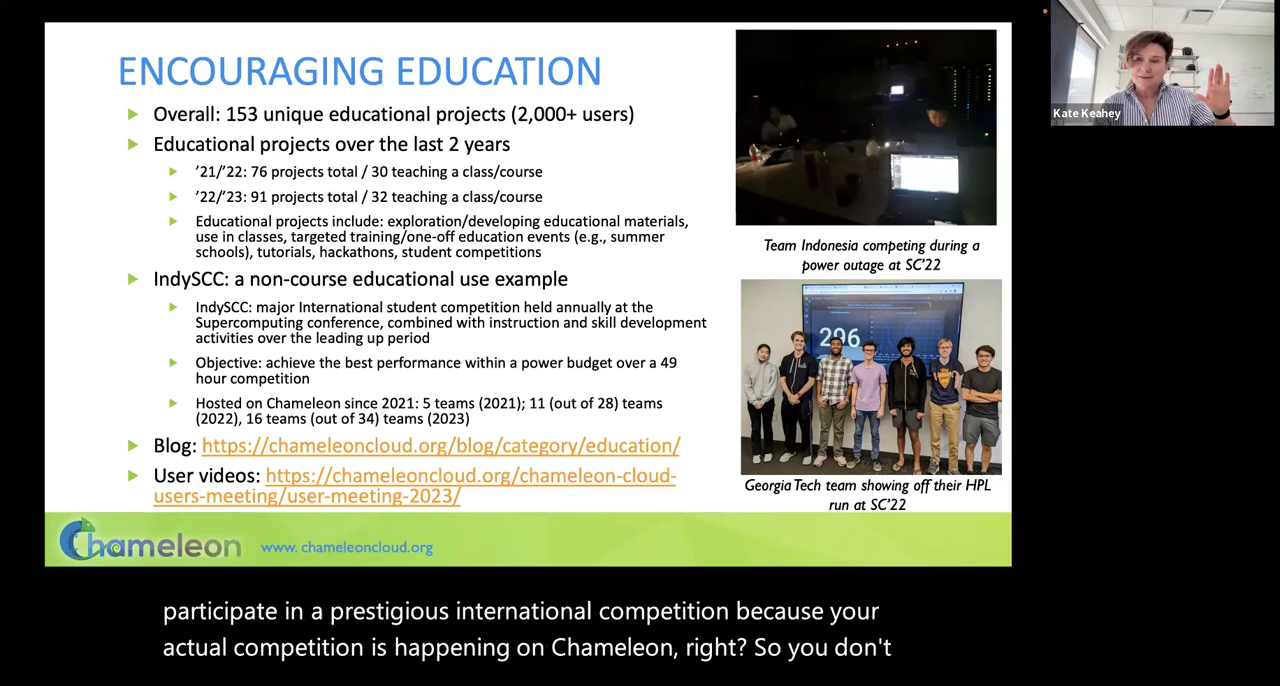 ENCOURAGING EDUCATION
Overall: 153 unique educational projects (2,000+ users)
Educational projects over the last 2 years
’21/’22: 76 projects total / 30 teaching a class/course
’22/’23: 91 projects total / 32 teaching a class/course
Educational projects include: exploration/developing educational materials,
use in classes, targeted training/one-off education events (e.g., summer
schools), tutorials, hackathons, student competitions
IndySCC: a non-course educational use example
IndySCC: major International student competition held annually at the
Supercomputing conference, combined with instruction and skill development
activities over the leading up period
Objective: achieve the best performance within a power budget over a 49
hour competition
Hosted on Chameleon since 2021: 5 teams (2021); 11 (out of 28) teams
(2022), 16 teams (out of 34) teams (2023)
Blog: https://chameleoncloud.org/blog/category/education/
User videos: https://chameleoncloud.org/chameleon-cloud-
users-meeting/user-meeting-2023/
Team Indonesia competing during a
power outage at SC'22
296
Georgia Tech team showing off their HPL
run at SC'22
Chameleon
www. chameleoncloud.org
Kate Keahey
participate in a prestigious international competition because your
actual competition is happening on Chameleon, right? So you don't